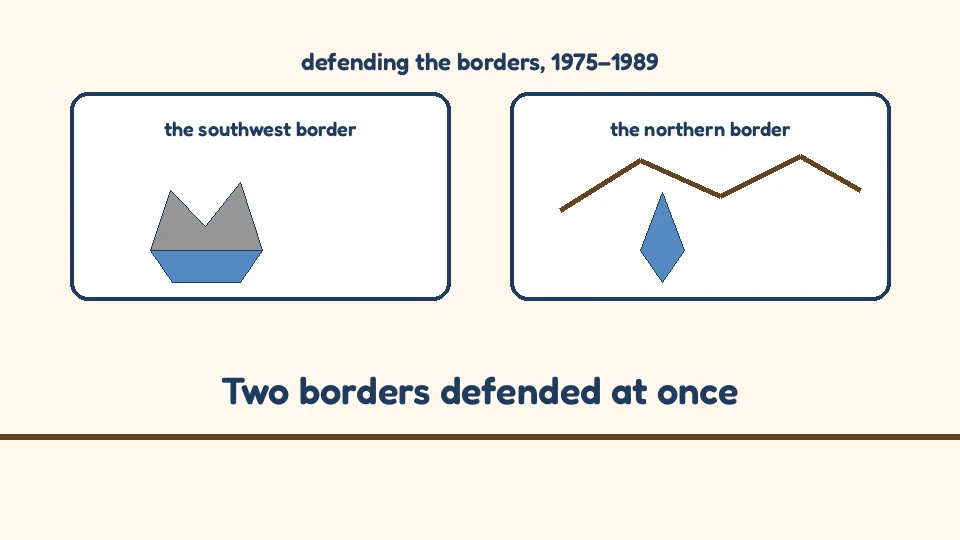 defending the borders, 1975–1989
the southwest border
the northern border
Two borders defended at once